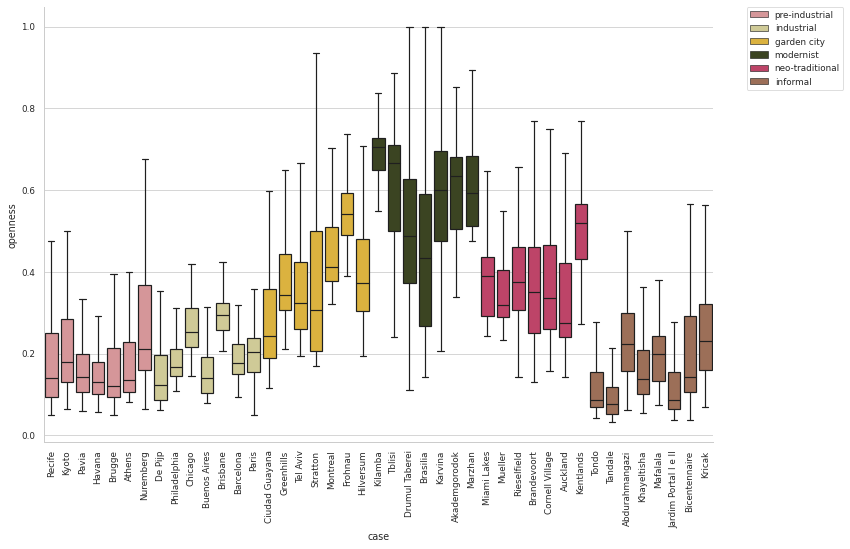 pre-industrial
industrial
garden city
modernist
neo-traditional
informal
openness
1.0
0.8
0.6
0.4
0.2
0.0
Recife
Kyoto
Pavia
Havana
Brugge
Athens
Nuremberg
De Pijp
Philadelphia
Chicago
Buenos Aires
Brisbane
Barcelona
Paris
Ciudad Guayana
Greenhills
Tel Aviv
Stratton
Montreal
Frohnau
Hilversum
Kilamba
Tblisi
Drumul Taberei
Brasilia
Karvina
Akademgorodok
Marzhan
Miami Lakes
Mueller
Rieselfield
Brandevoort
Cornell Village
Auckland
Kentlands
Tondo
Tandale
Abdurahmangazi
Khayeltisha
Mafalala
Jardim Portal I e II
Bicentennaire
Kricak
case